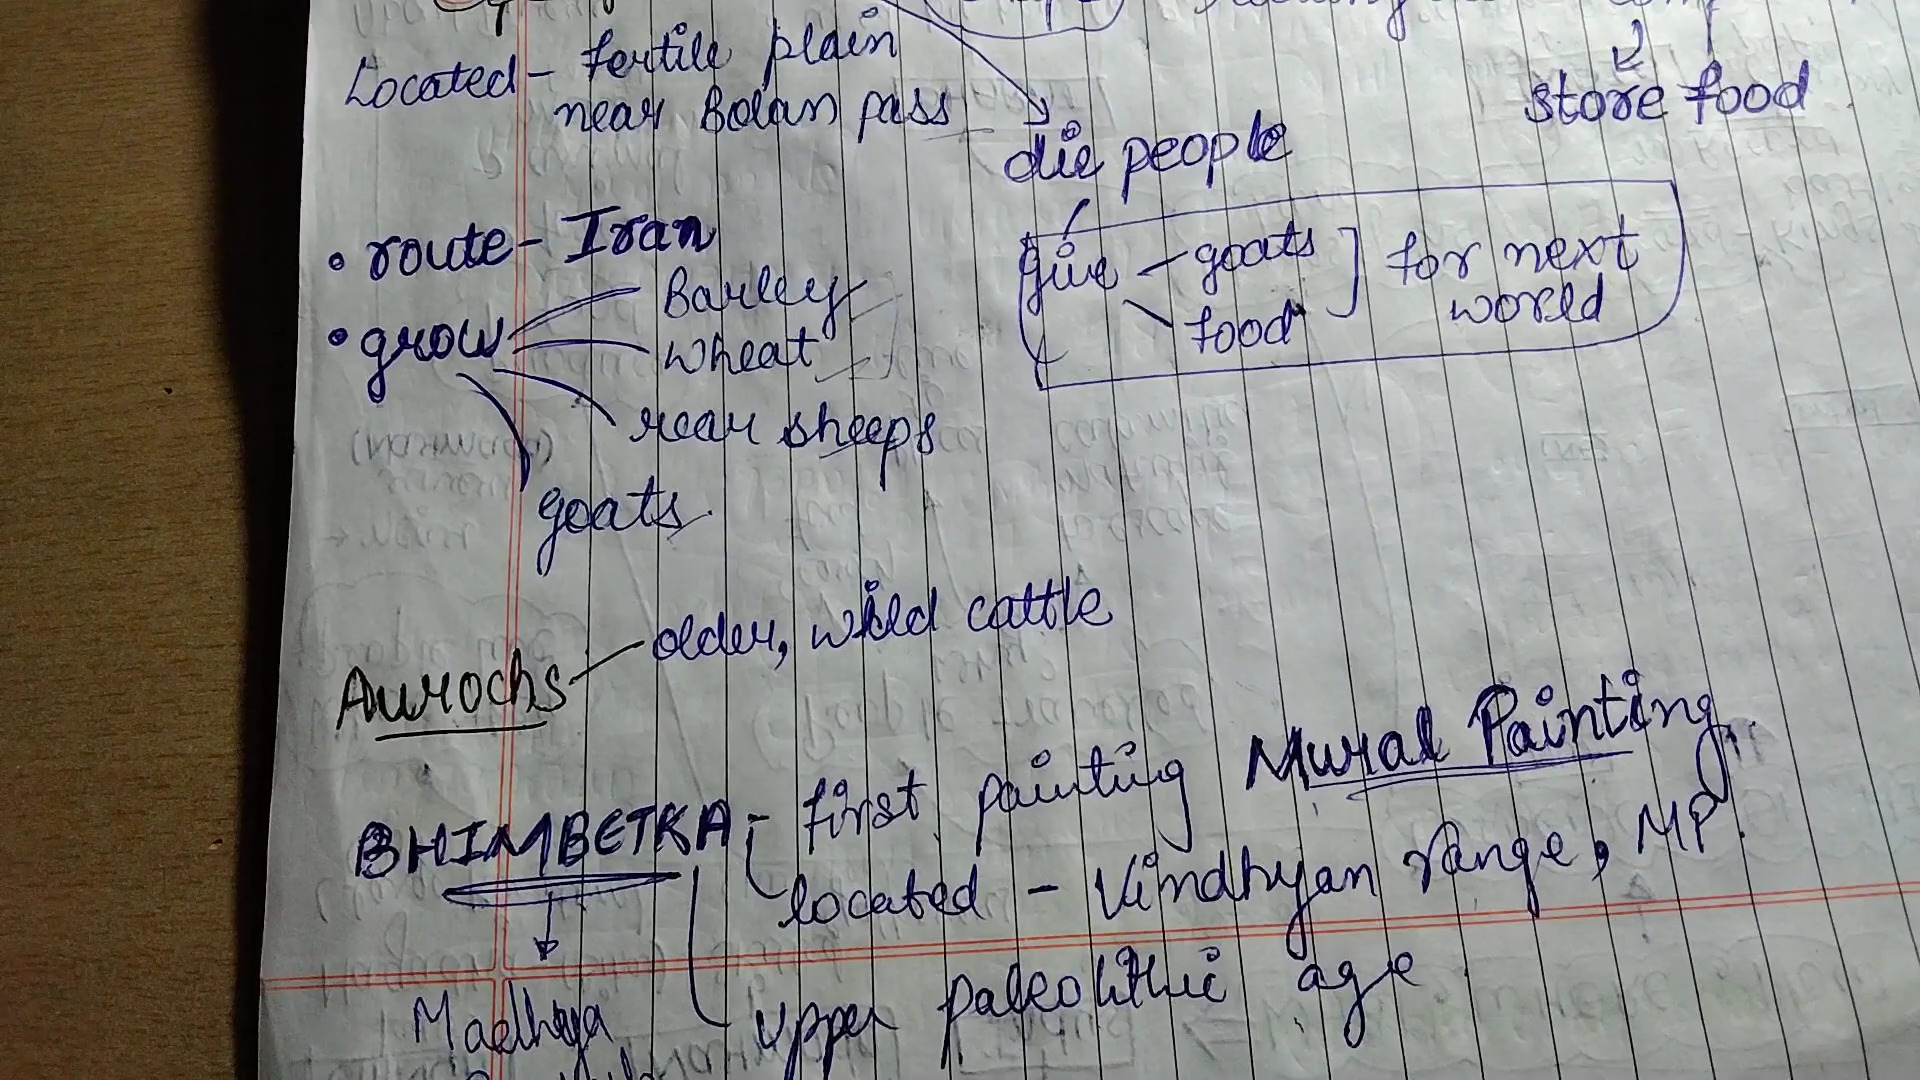 Located - fertile plain
near Bolan pass
store food
die people
• route - Iran
give - goats ] for next
food world
• grow Barley
wheat
rear sheeps
goats.
Aurochs - older, wild cattle
BHIMBETKA - first painting Mural Painting
located - Vindhyan range, MP.
Madhya upper paleolithic age